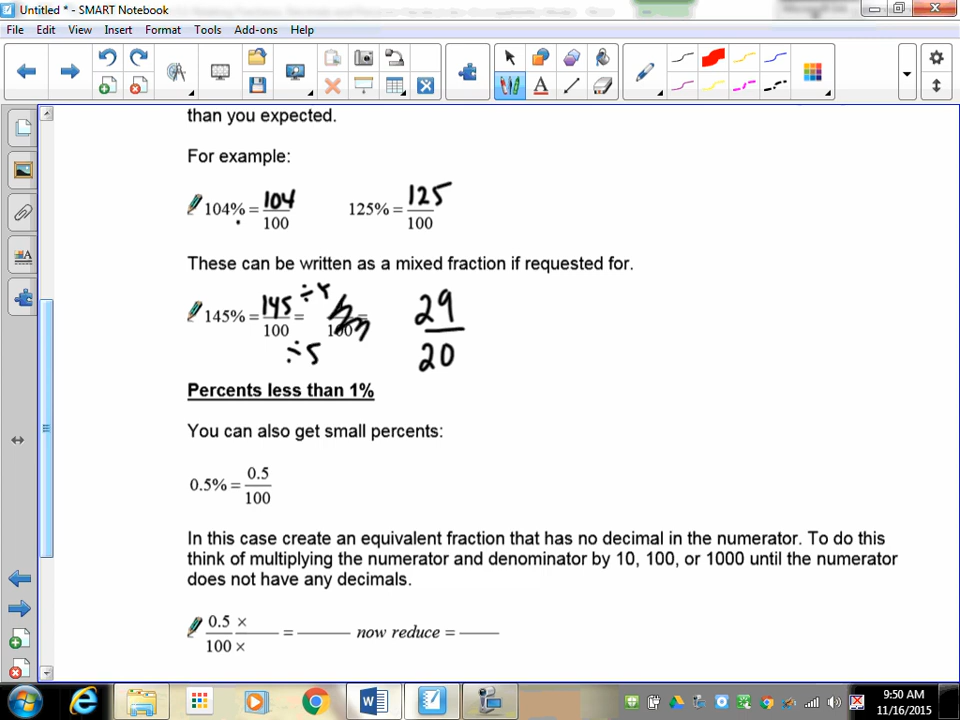 Untitled * - SMART Notebook
File Edit View Insert Format Tools Add-ons Help
than you expected.
For example:
104% = 104/100 125% = 125/100
These can be written as a mixed fraction if requested for.
145% = 145/100 = 100 = 29/20
÷5
Percents less than 1%
You can also get small percents:
0.5% = 0.5/100
In this case create an equivalent fraction that has no decimal in the numerator. To do this
think of multiplying the numerator and denominator by 10, 100, or 1000 until the numerator
does not have any decimals.
0.5 ×
100 × = ______ now reduce = _____
9:50 AM
11/16/2015